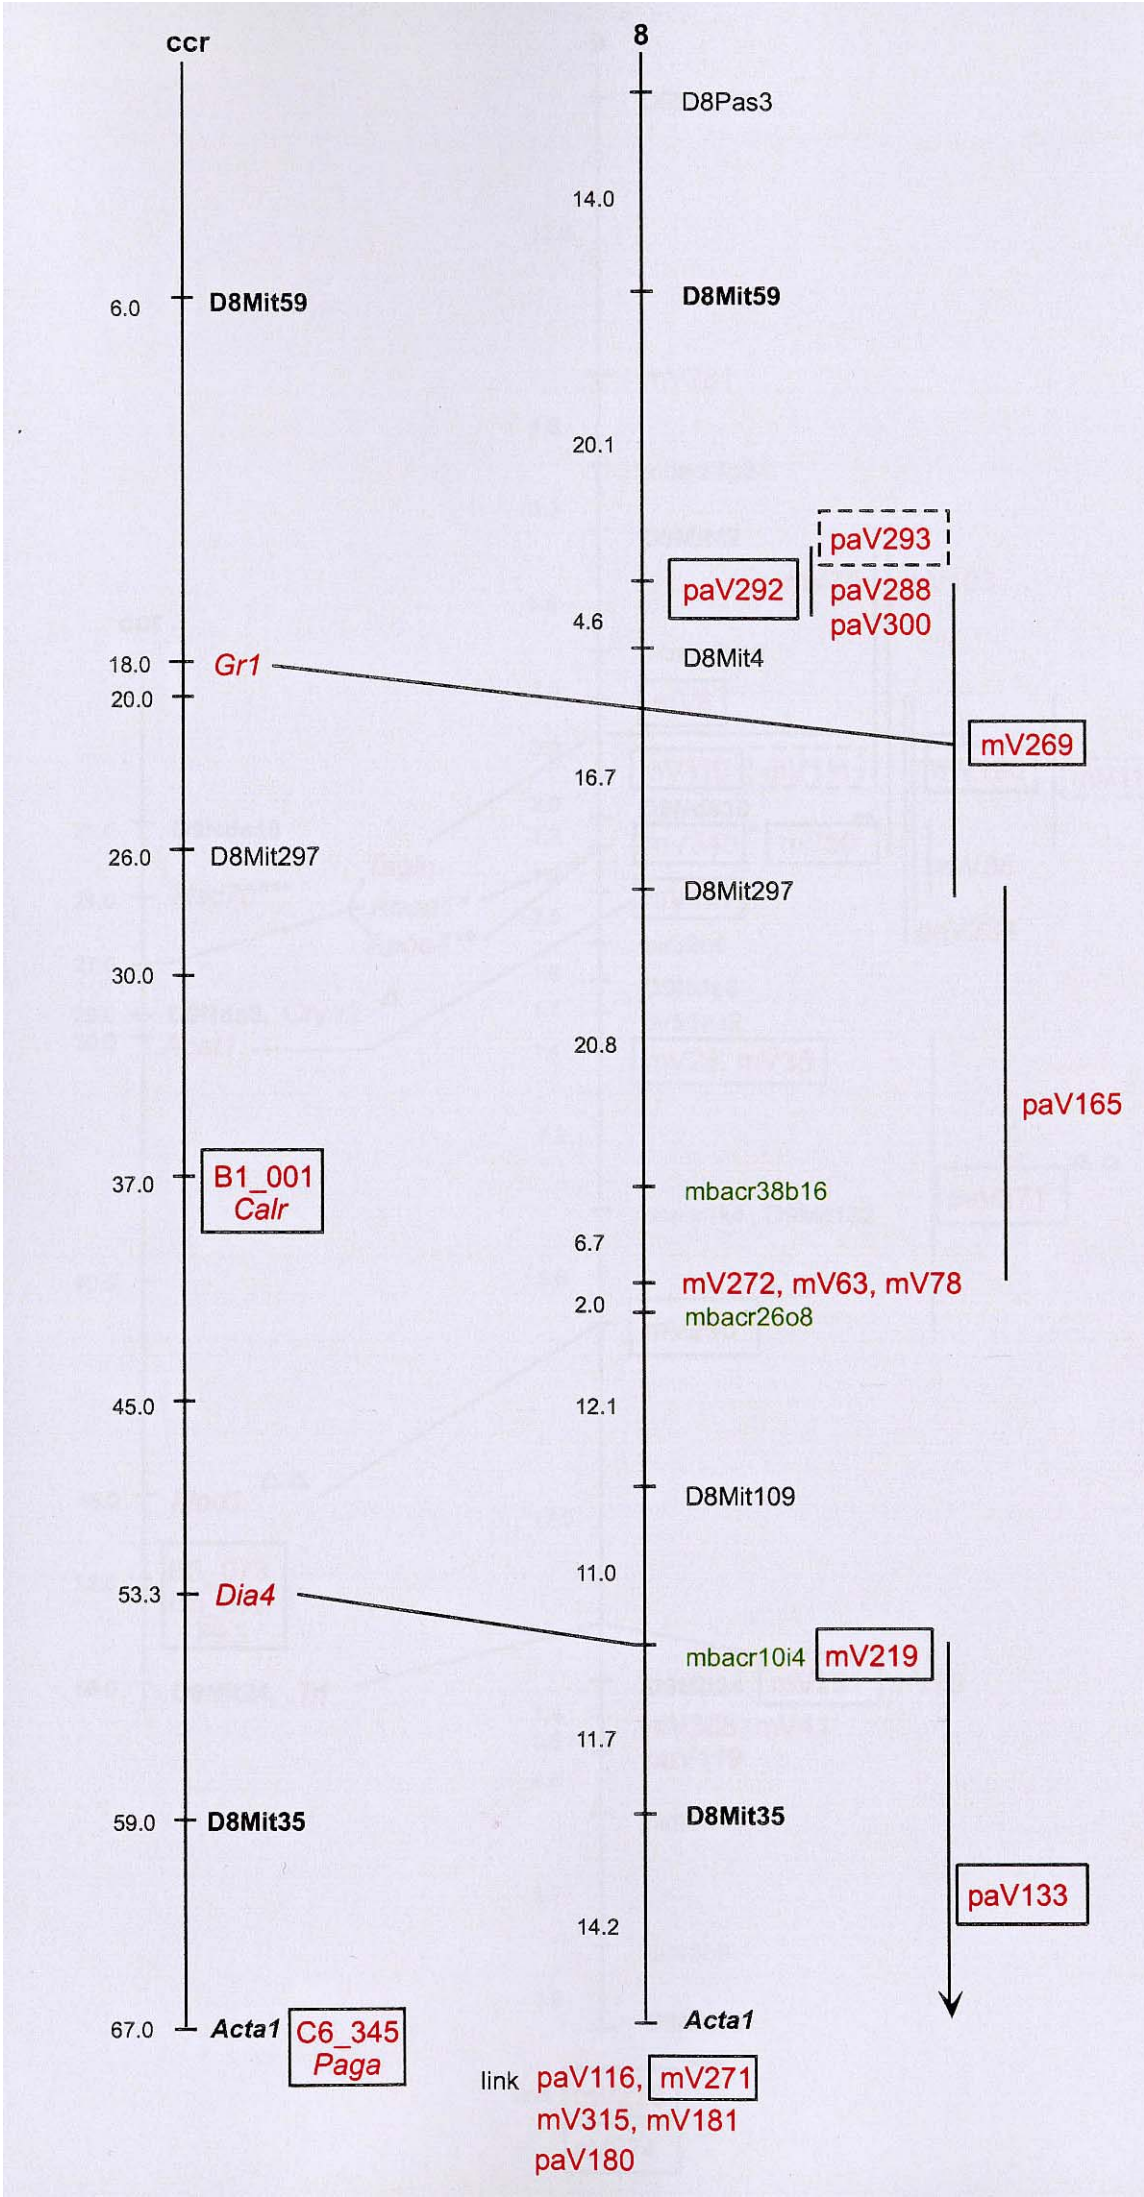 ccr
8
D8Pas3
14.0
6.0 D8Mit59
D8Mit59
20.1
paV293
paV292
paV288
paV300
4.6
D8Mit4
18.0 Gr1
20.0
mV269
16.7
26.0 D8Mit297
D8Mit297
30.0
20.8
paV165
37.0
B1_001
Calr
mbacr38b16
6.7
mV272, mV63, mV78
2.0
mbacr26o8
45.0
12.1
D8Mit109
11.0
53.3 Dia4
mbacr10i4 mV219
11.7
59.0 D8Mit35
D8Mit35
paV133
14.2
67.0 Acta1 C6_345
Paga
Acta1
link paV116, mV271
mV315, mV181
paV180